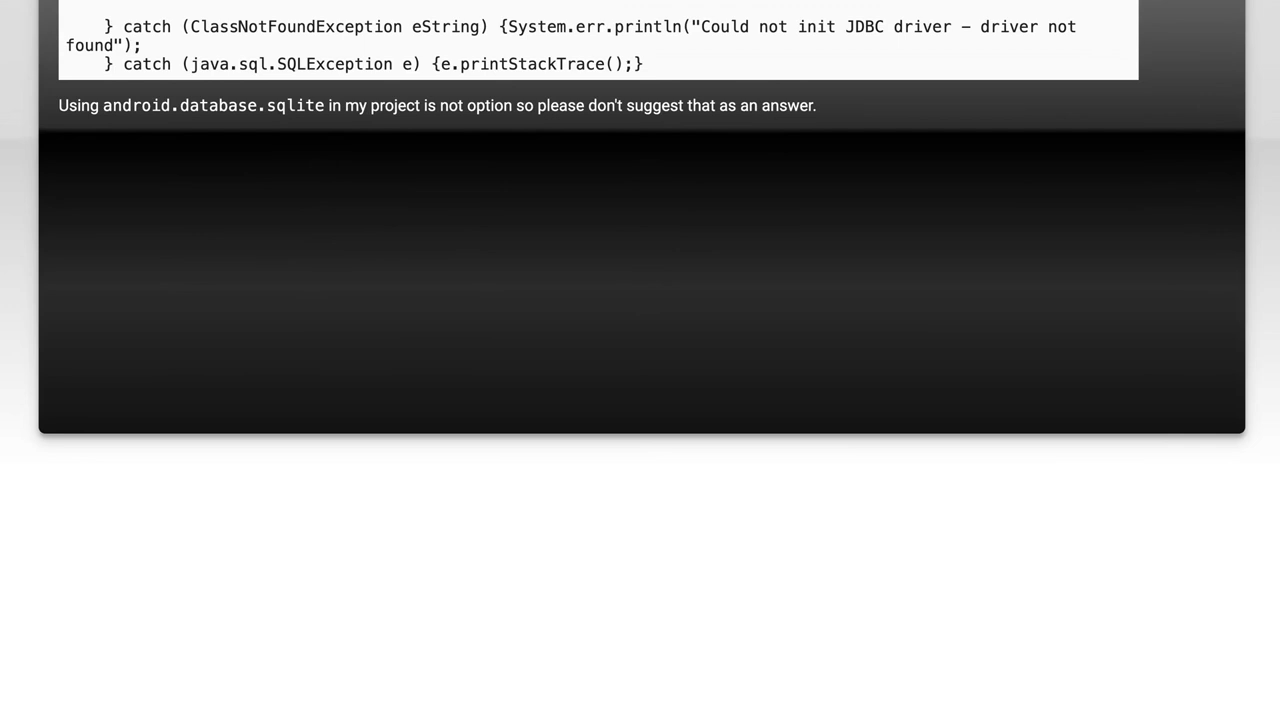 } catch (ClassNotFoundException eString) {System.err.println("Could not init JDBC driver - driver not
found");
} catch (java.sql.SQLException e) {e.printStackTrace();}
Using android.database.sqlite in my project is not option so please don't suggest that as an answer.